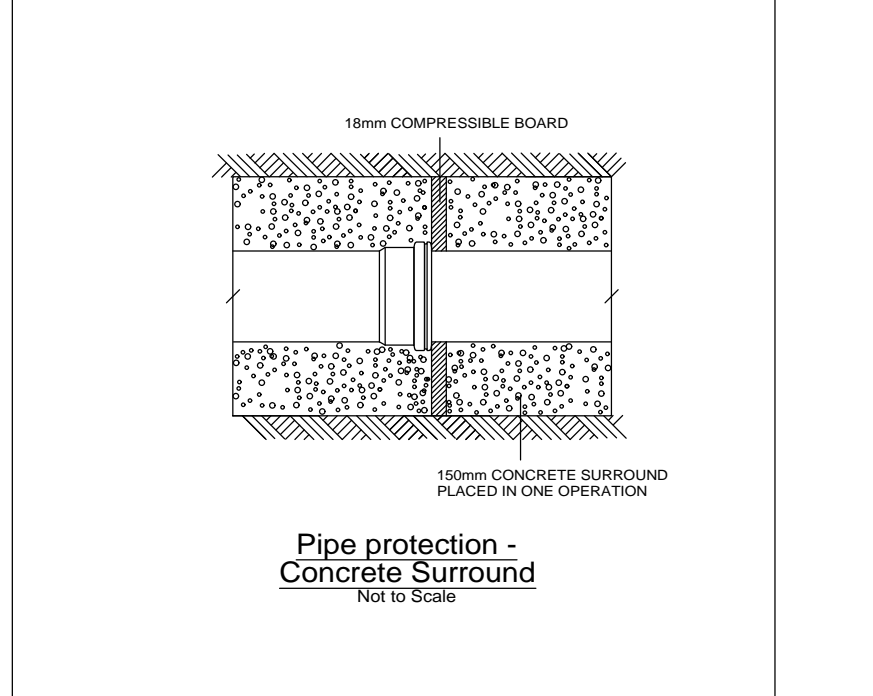 18mm COMPRESSIBLE BOARD
150mm CONCRETE SURROUND
PLACED IN ONE OPERATION
Pipe protection -
Concrete Surround
Not to Scale